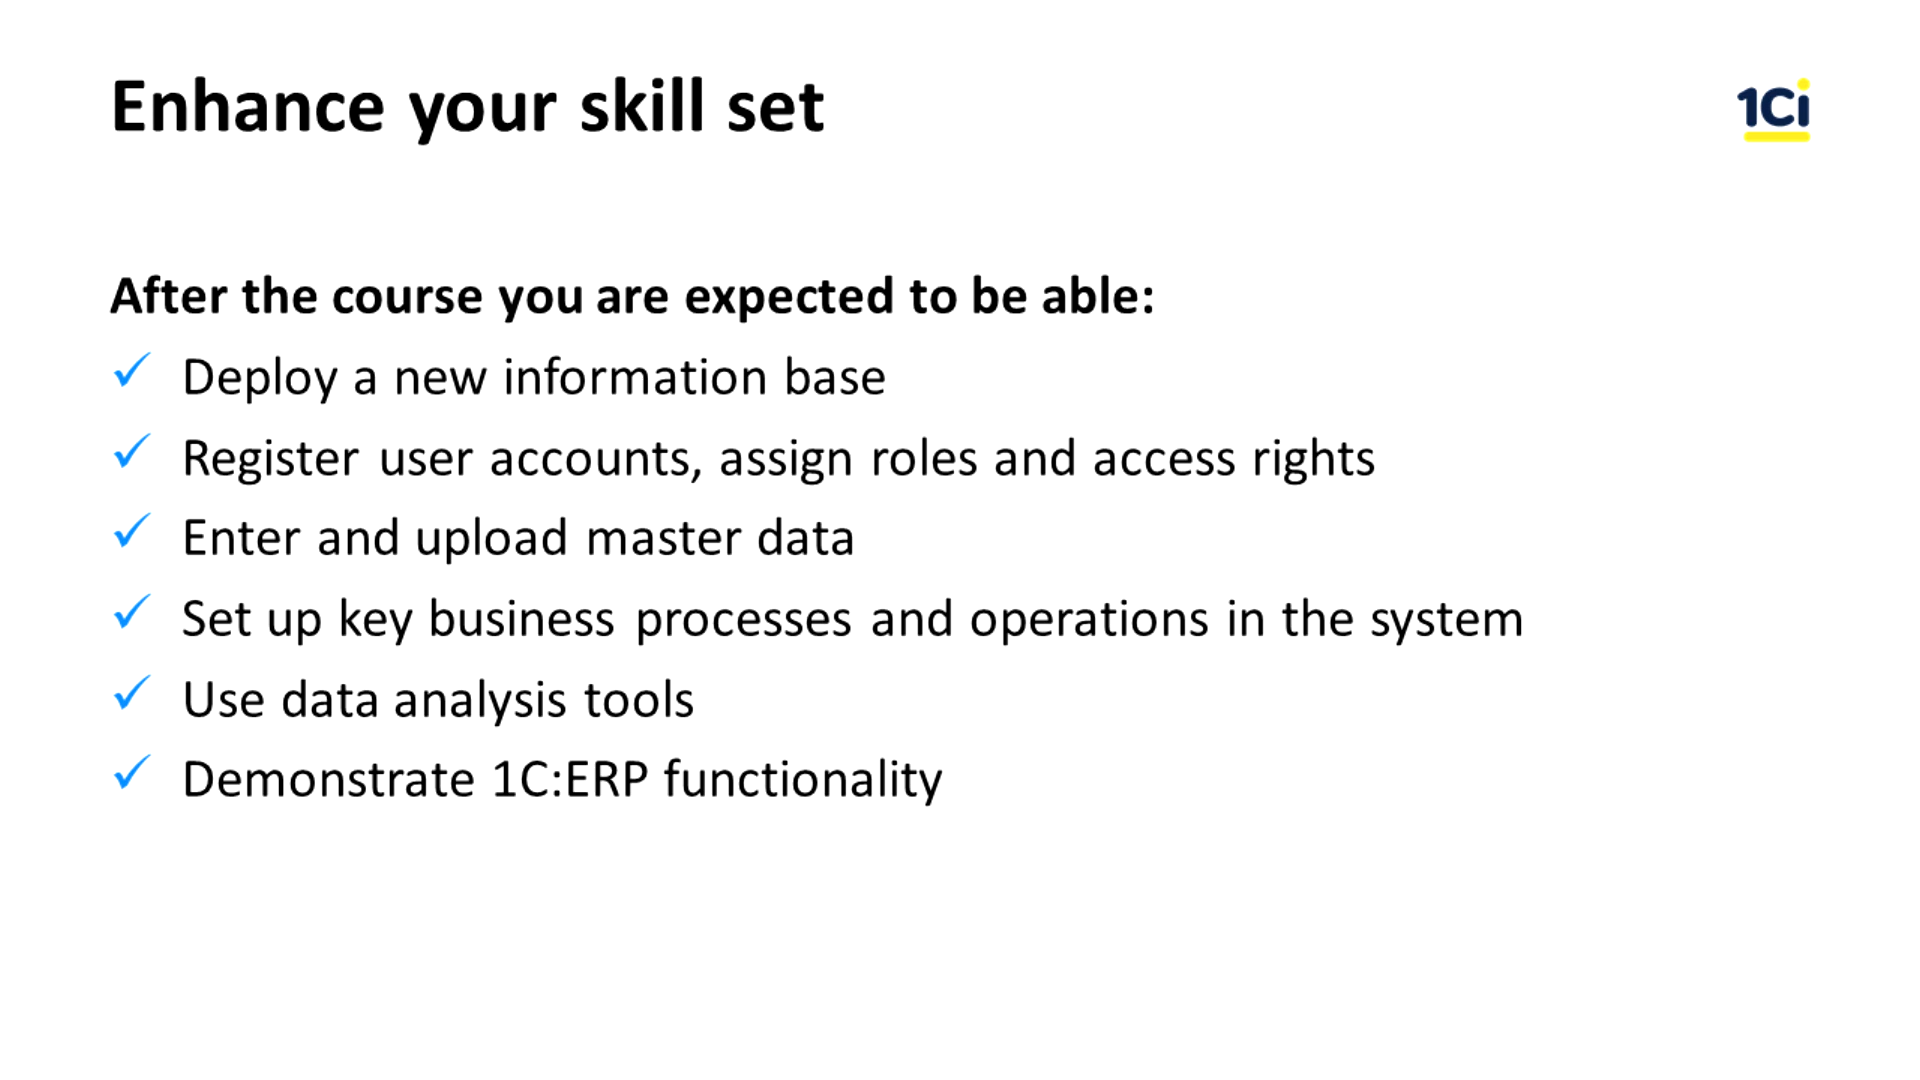 Enhance your skill set
1Ci
After the course you are expected to be able:
Deploy a new information base
Register user accounts, assign roles and access rights
Enter and upload master data
Set up key business processes and operations in the system
Use data analysis tools
Demonstrate 1C:ERP functionality